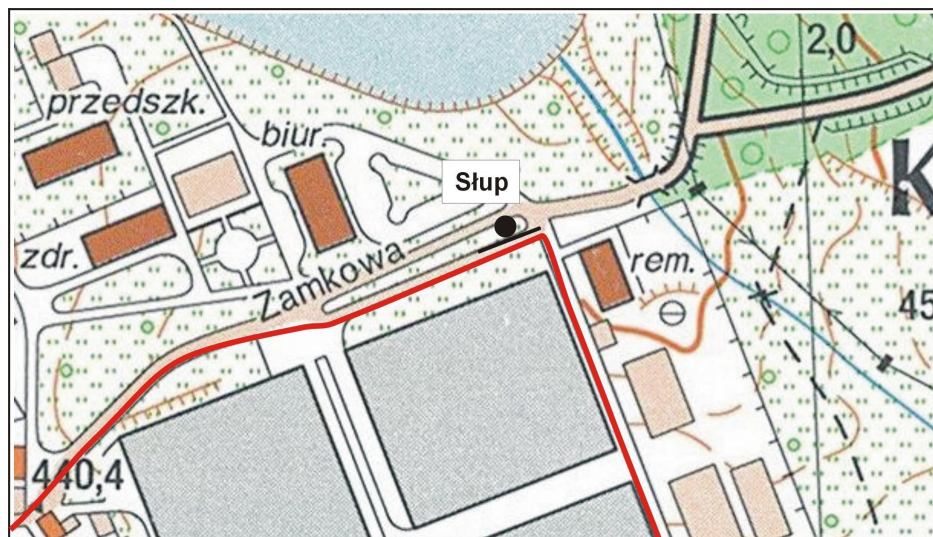 2,0
przedszk.
biur.
Słup
K
zdr.
Zamkowa
rem.
45
440,4